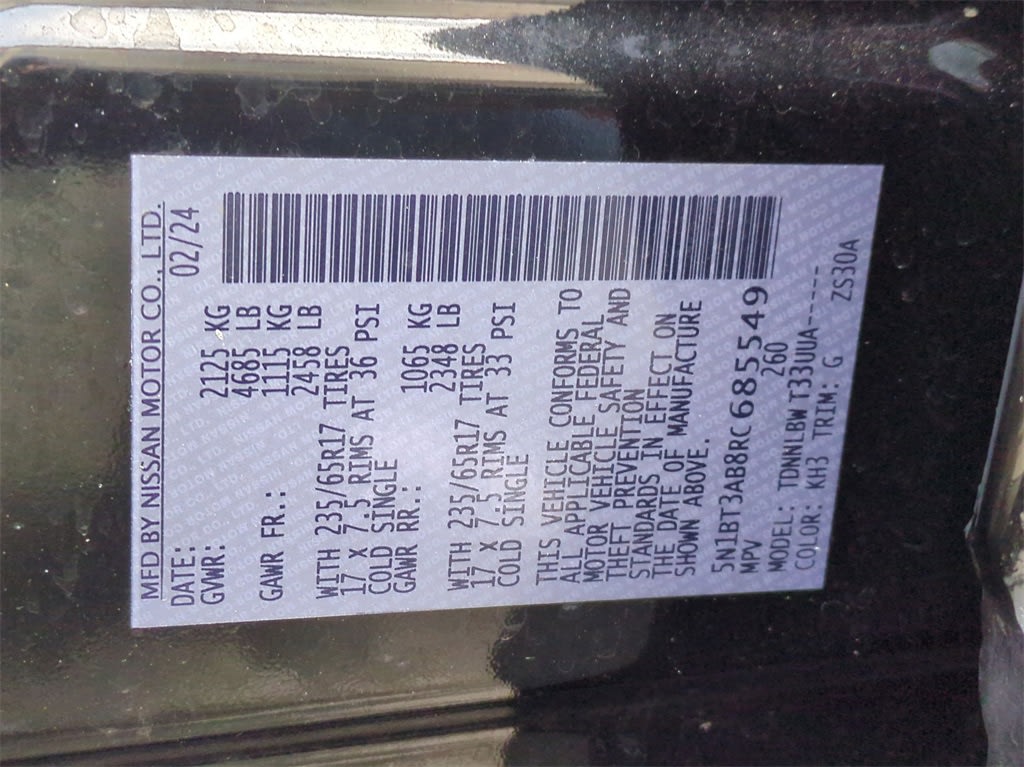 MFD BY NISSAN MOTOR CO., LTD.
DATE: 02/24
GVWR: 2125 KG
4685 LB
GAWR FR.: 1115 KG
2458 LB
WITH 235/65R17 TIRES
17 X 7.5 RIMS AT 36 PSI
COLD SINGLE
GAWR RR.: 1065 KG
2348 LB
WITH 235/65R17 TIRES
17 X 7.5 RIMS AT 33 PSI
COLD SINGLE
THIS VEHICLE CONFORMS TO
ALL APPLICABLE FEDERAL
MOTOR VEHICLE SAFETY AND
THEFT PREVENTION
STANDARDS IN EFFECT ON
THE DATE OF MANUFACTURE
SHOWN ABOVE.
5N1BT3AB8RC685549
MPV 260
MODEL: TDNNLBW T33UUA-----
COLOR: KH3 TRIM: G ZS30A